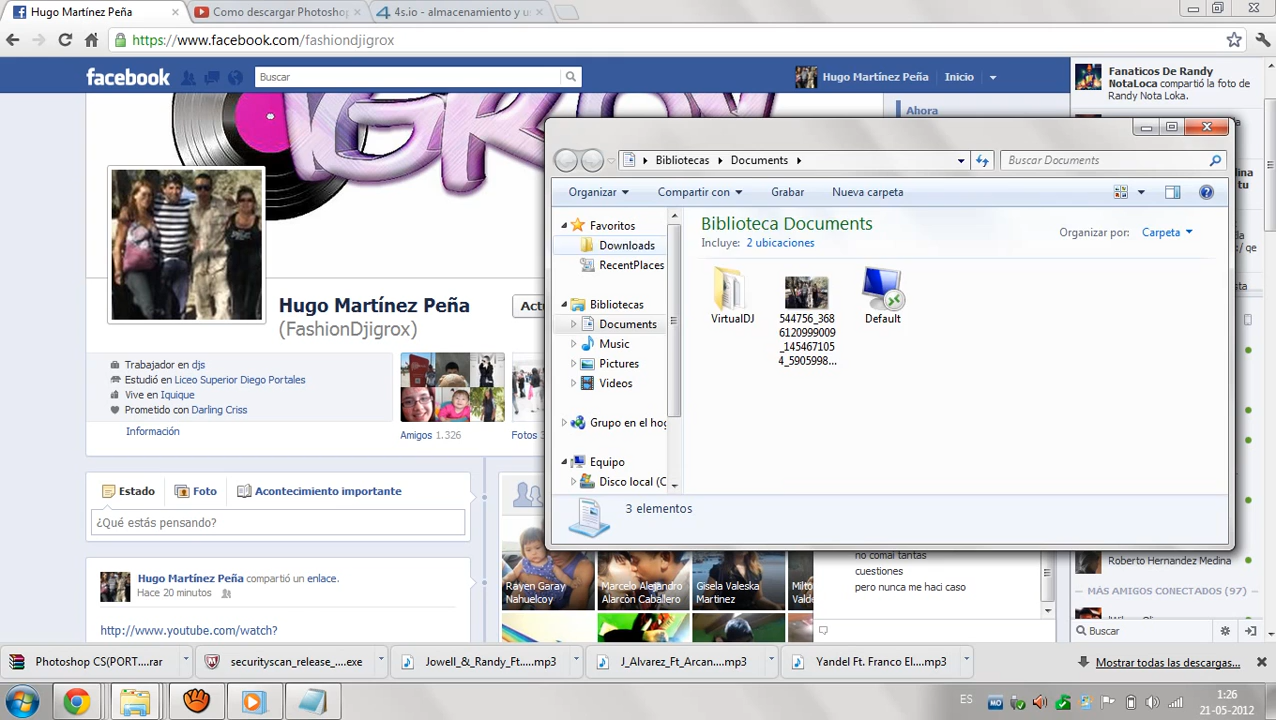 Hugo Martínez Peña
Como descargar Photoshop
4s.io - almacenamiento y u
https://www.facebook.com/fashiondjigrox
facebook
Buscar
Hugo Martínez Peña
Inicio
Fanaticos De Randy
NotaLoca compartió la foto de
Randy Nota Loka.
Ahora
Hugo Martínez Peña
(FashionDjigrox)
Actu
Trabajador en djs
Estudió en Liceo Superior Diego Portales
Vive en Iquique
Prometido con Darling Criss
Información
Amigos 1.326
Fotos 3
Estado
Foto
Acontecimiento importante
¿Qué estás pensando?
Hugo Martínez Peña compartió un enlace.
Hace 20 minutos
http://www.youtube.com/watch?
Bibliotecas
Documents
Buscar Documents
Organizar
Compartir con
Grabar
Nueva carpeta
Favoritos
Downloads
RecentPlaces
Bibliotecas
Documents
Music
Pictures
Videos
Grupo en el hog
Equipo
Disco local (C
Biblioteca Documents
Incluye: 2 ubicaciones
Organizar por: Carpeta
VirtualDJ
544756_368
6120999009
_145467105
4_5905998...
Default
3 elementos
Rayen Garay
Nahuelcoy
Marcelo Alejandro
Alarcón Caballero
Gisela Valeska
Martinez
Milto
Valde
no comai tantas
cuestiones
pero nunca me haci caso
Roberto Hernandez Medina
MÁS AMIGOS CONECTADOS (97)
Buscar
Photoshop CS(PORT....rar
securityscan_release_....exe
Jowell_&_Randy_Ft....mp3
J_Alvarez_Ft_Arcan....mp3
Yandel Ft. Franco El....mp3
Mostrar todas las descargas...
ES
1:26
21-05-2012